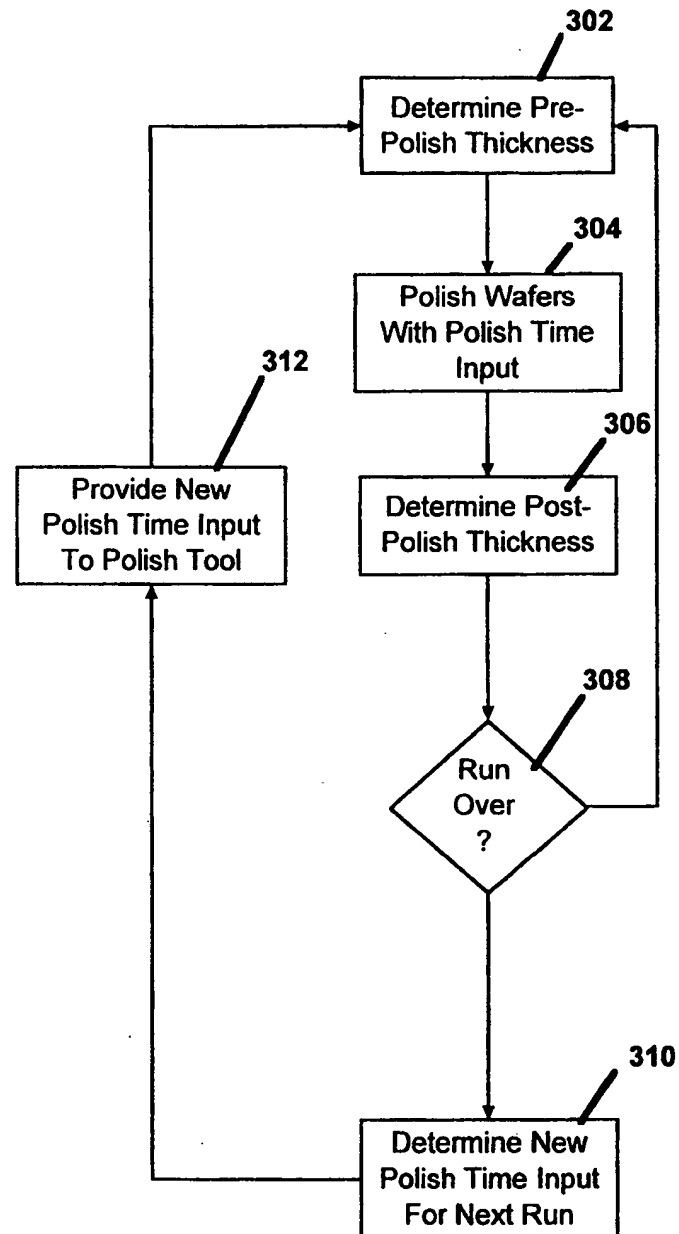 302
Determine Pre-
Polish Thickness
304
Polish Wafers
With Polish Time
Input
312
306
Provide New
Polish Time Input
To Polish Tool
Determine Post-
Polish Thickness
308
Run
Over
?
310
Determine New
Polish Time Input
For Next Run